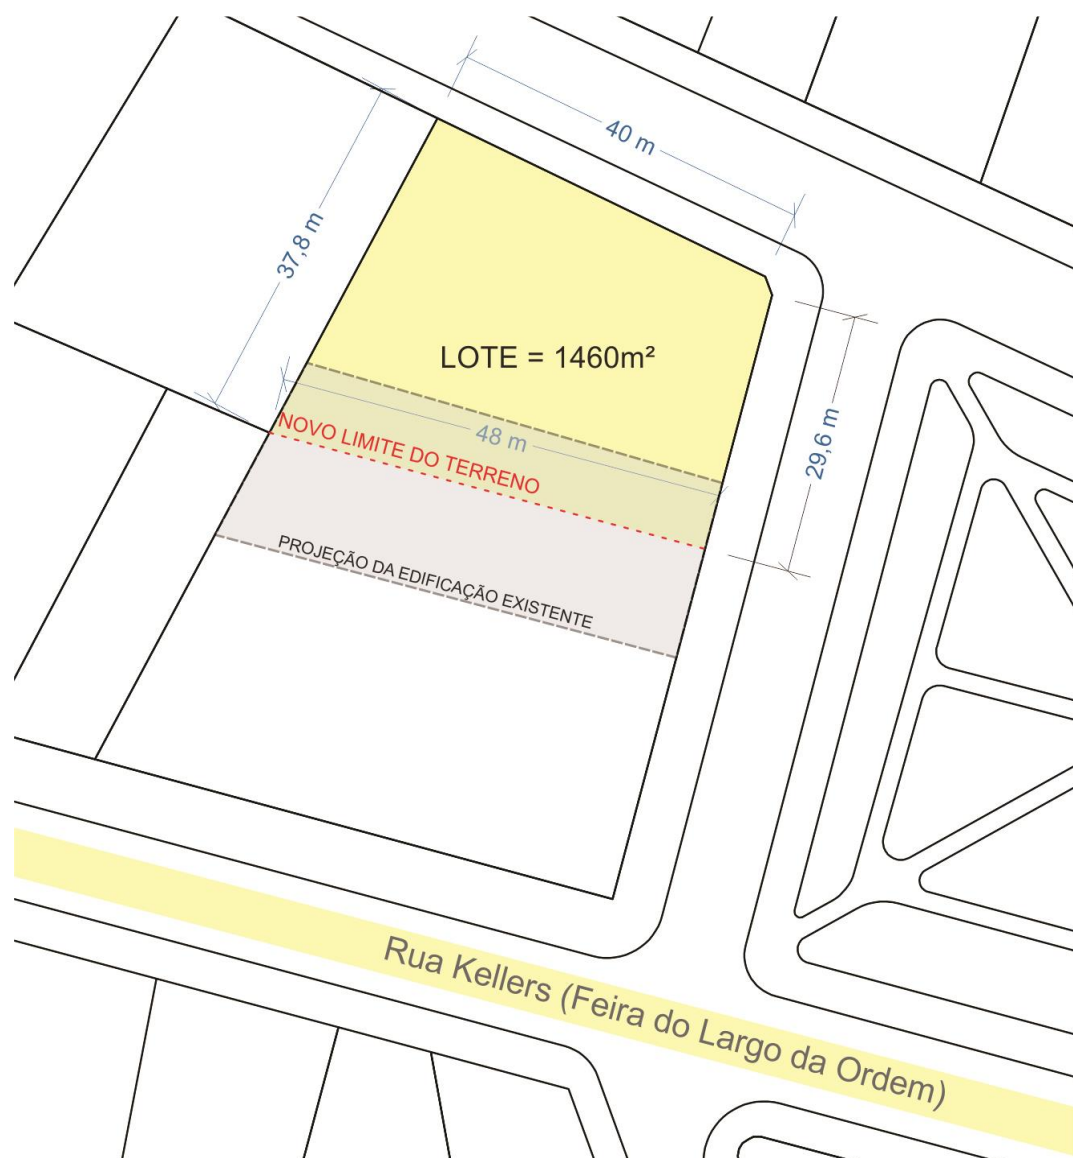 40 m
37,8 m
LOTE = 1460m²
29,6 m
48 m
NOVO LIMITE DO TERRENO
PROJEÇÃO DA EDIFICAÇÃO EXISTENTE
Rua Kellers (Feira do Largo da Ordem)